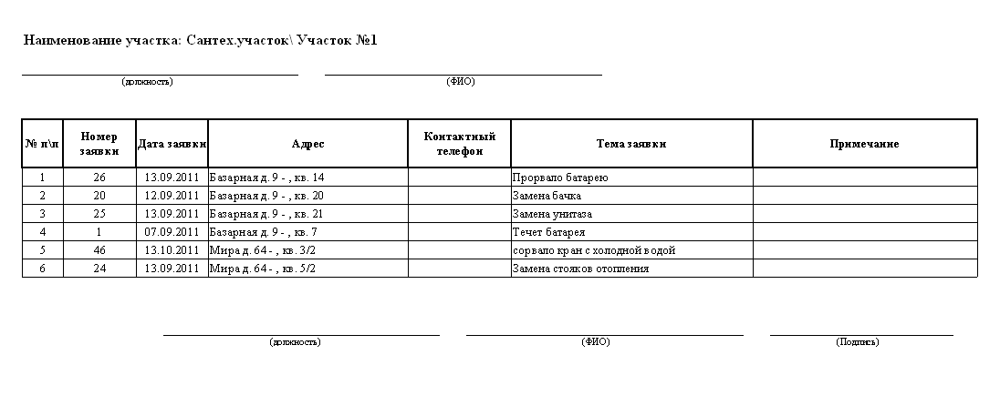 Наименование участка: Сантех.участок\ Участок №1
(должность) (ФИО)
№ п\п Номер заявки Дата заявки Адрес Контактный телефон Тема заявки Примечание
1 26 13.09.2011 Базарная д. 9 - , кв. 14 Прорвало батарею
2 20 12.09.2011 Базарная д. 9 - , кв. 20 Замена бачка
3 25 13.09.2011 Базарная д. 9 - , кв. 21 Замена унитаза
4 1 07.09.2011 Базарная д. 9 - , кв. 7 Течет батарея
5 46 13.10.2011 Мира д. 64 - , кв. 3/2 сорвало кран с холодной водой
6 24 13.09.2011 Мира д. 64 - , кв. 5/2 Замена стояков отопления
(должность) (ФИО) (Подпись)